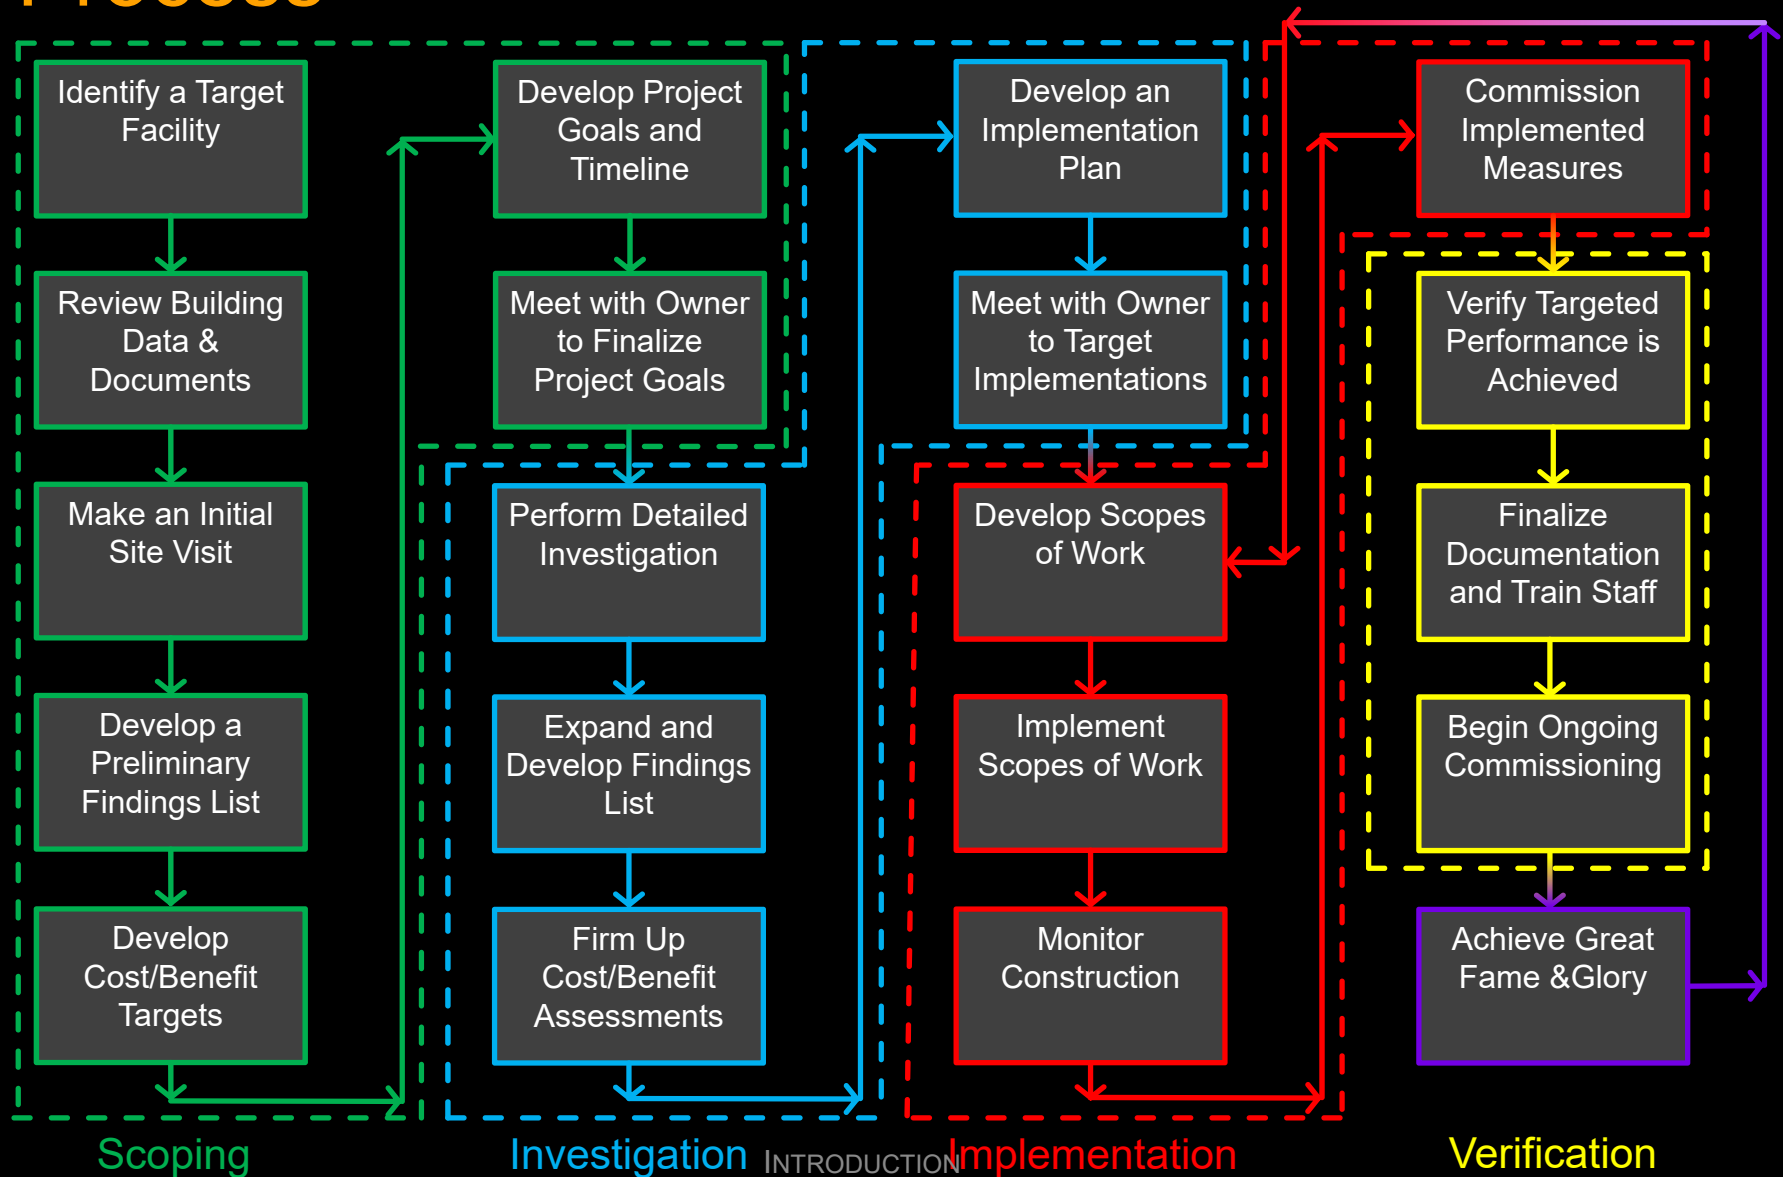 Process
Identify a Target
Facility
Review Building
Data &
Documents
Make an Initial
Site Visit
Develop a
Preliminary
Findings List
Develop
Cost/Benefit
Targets
Develop Project
Goals and
Timeline
Meet with Owner
to Finalize
Project Goals
Perform Detailed
Investigation
Expand and
Develop Findings
List
Firm Up
Cost/Benefit
Assessments
Develop an
Implementation
Plan
Meet with Owner
to Target
Implementations
Develop Scopes
of Work
Implement
Scopes of Work
Monitor
Construction
Commission
Implemented
Measures
Verify Targeted
Performance is
Achieved
Finalize
Documentation
and Train Staff
Begin Ongoing
Commissioning
Achieve Great
Fame &Glory
Scoping
Investigation
INTRODUCTION
Implementation
Verification